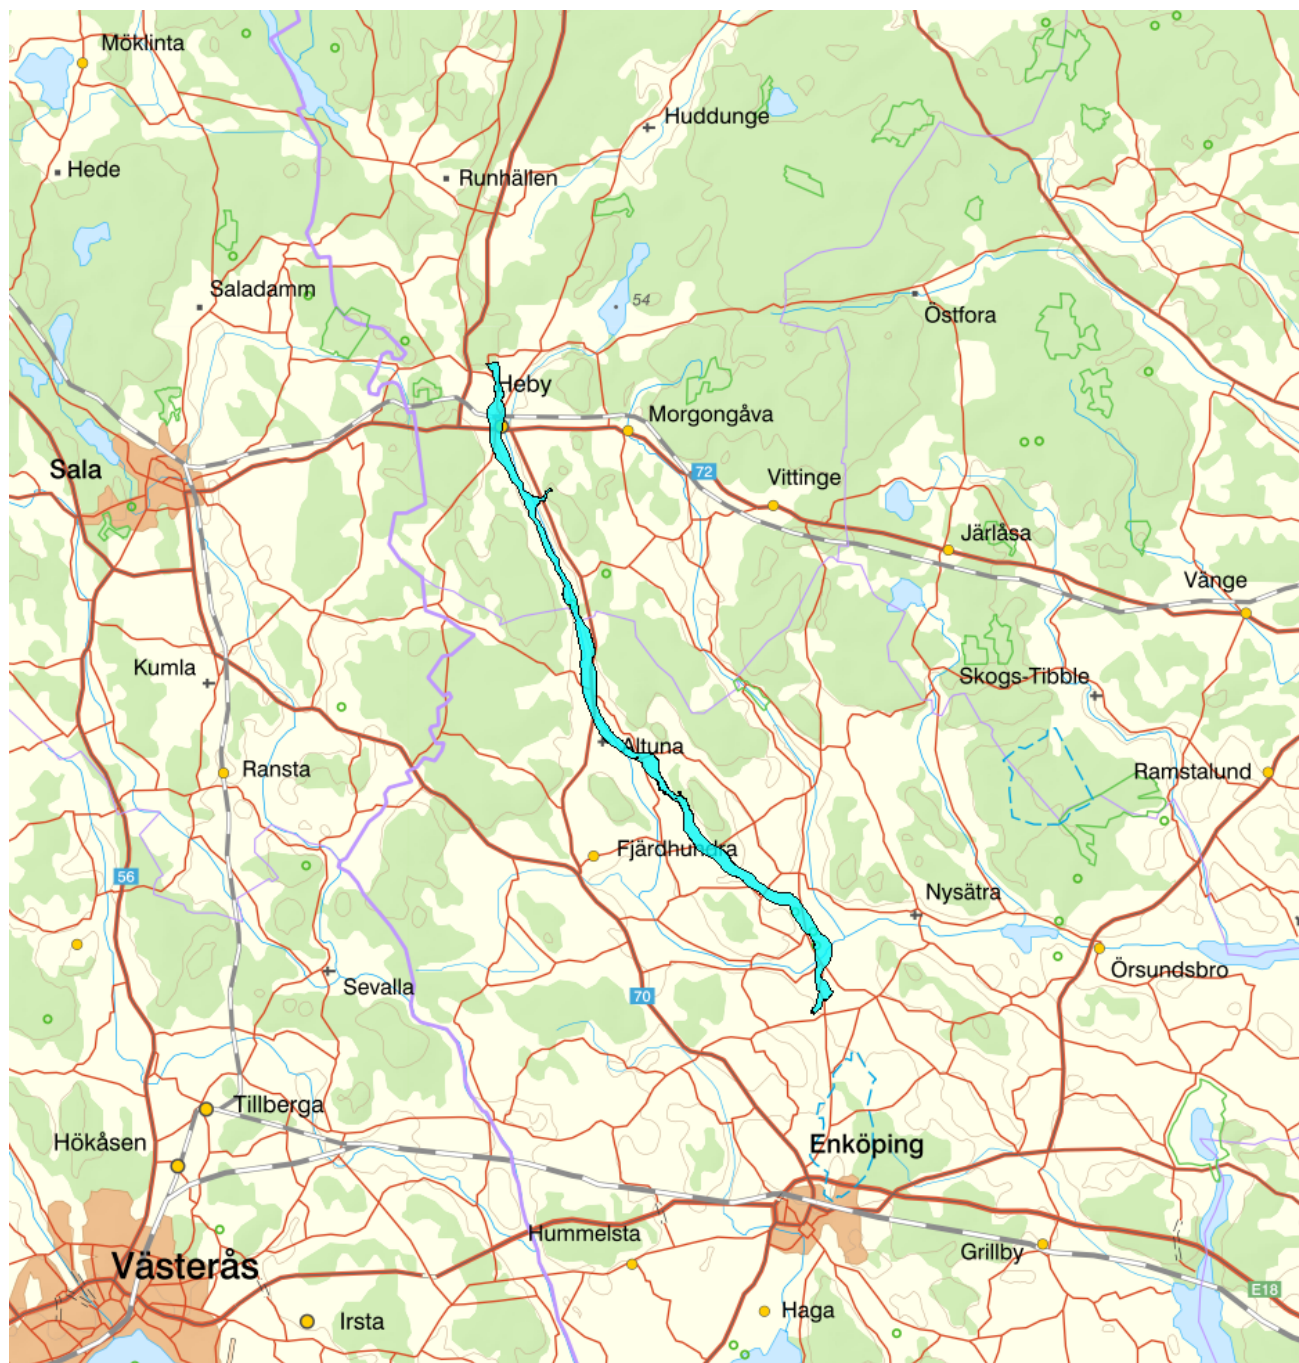 Möklinta
Huddunge
Hede
Runhällen
Saladamm
54
Östfora
Heby
Morgongåva
Sala
72
Vittinge
Järlåsa
Vänge
Kumla
Skogs-Tibble
Altuna
Ransta
Ramstalund
Fjärdhundra
56
Nysätra
Örsundsbro
Sevalla
70
Tillberga
Hökåsen
Enköping
Hummelsta
Grillby
Västerås
E18
Haga
Irsta